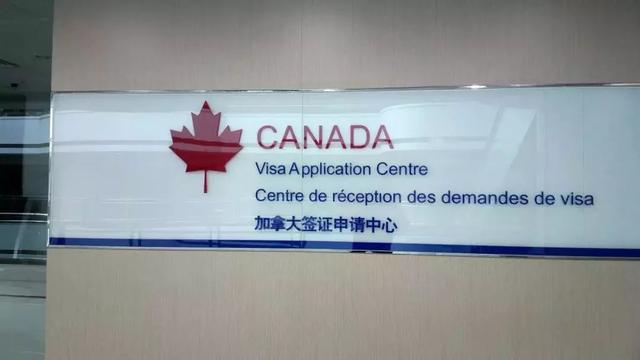 CANADA
Visa Application Centre
Centre de réception des demandes de visa
加拿大签证申请中心